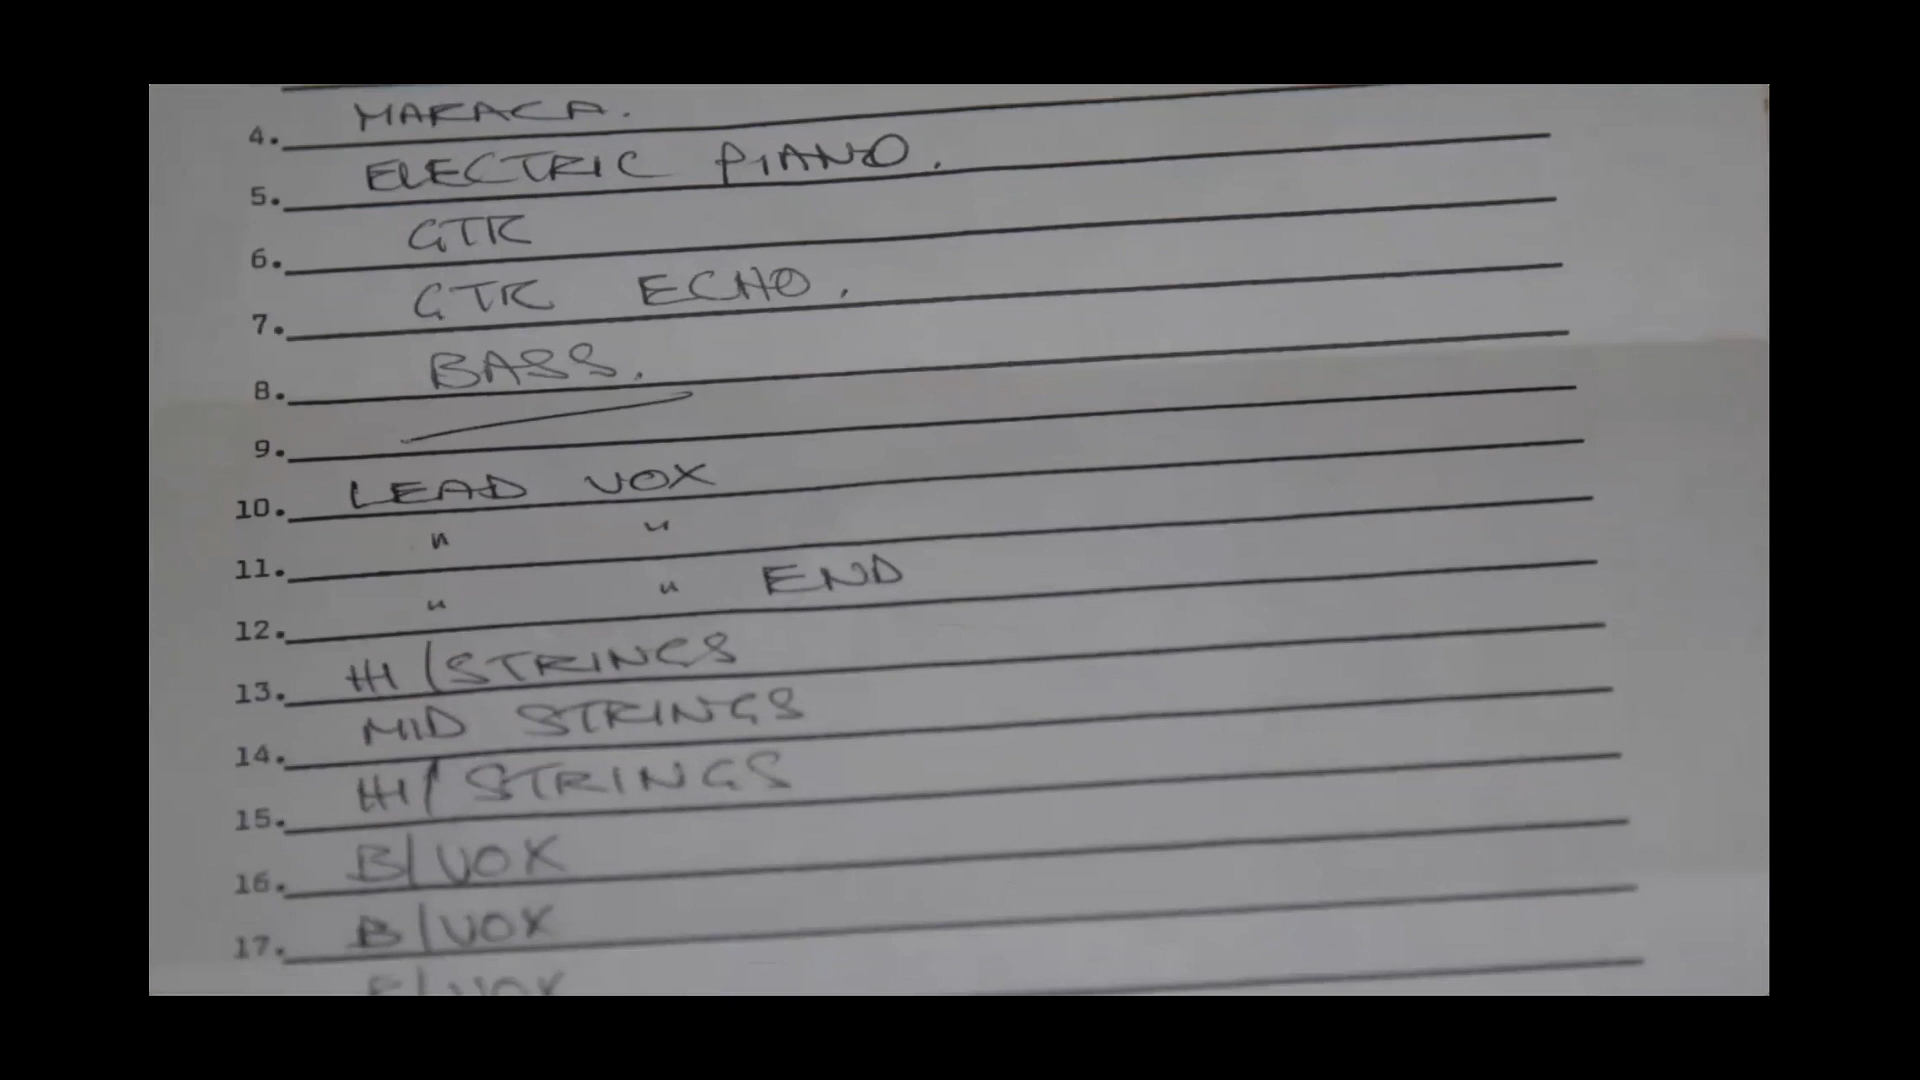 4. MARACA.
5. ELECTRIC PIANO.
6. GTR
7. GTR ECHO.
8. BASS.
9.
10. LEAD VOX
11. " "
12. " " END
13. HI/STRINGS
14. MID STRINGS
15. HI/STRINGS
16. B/VOX
17. B/VOX
B/VOX